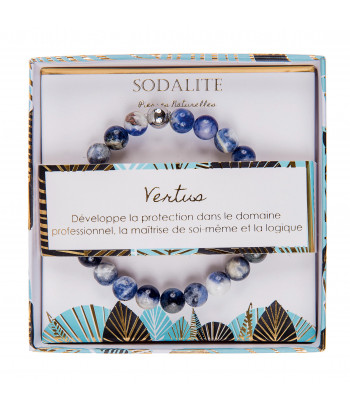 SODALITE
Pierres Naturelles
Vertus
Développe la protection dans le domaine
professionnel, la maîtrise de soi-même et la logique